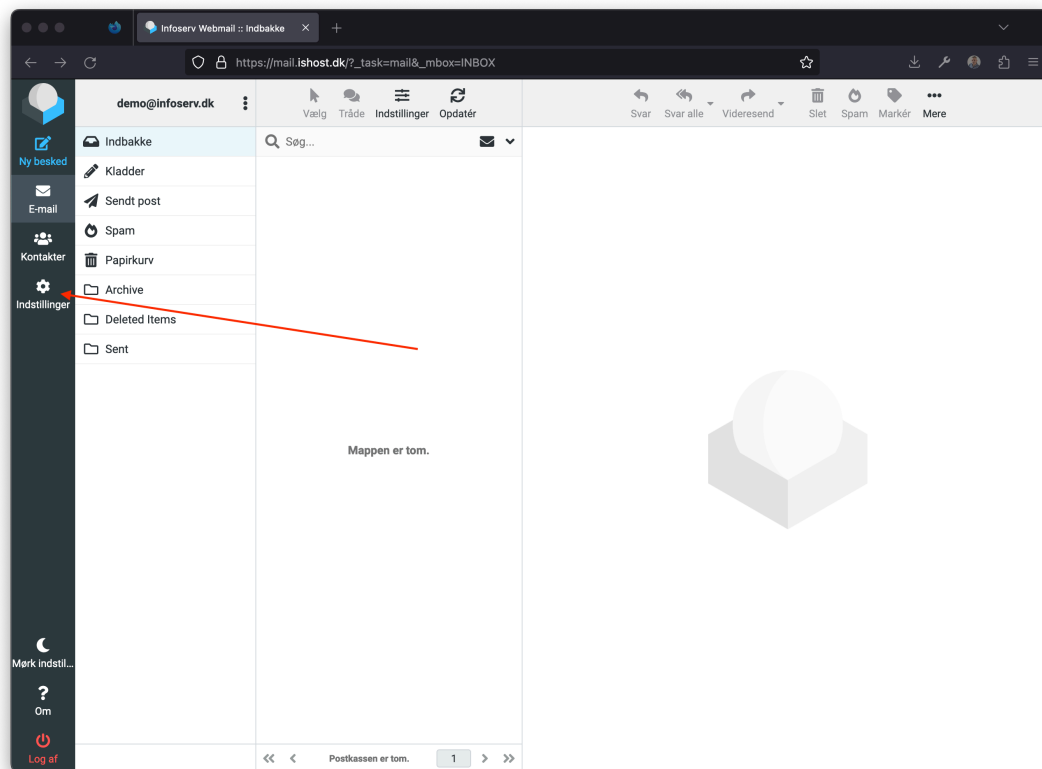 Infoserv Webmail :: Indbakke
https://mail.ishost.dk/?_task=mail&_mbox=INBOX
Ny besked
E-mail
Kontakter
Indstillinger
Mørk indstil...
Om
Log af
demo@infoserv.dk
Indbakke
Kladder
Sendt post
Spam
Papirkurv
Archive
Deleted Items
Sent
Vælg Tråde Indstillinger Opdatér
Søg...
Mappen er tom.
Postkassen er tom. 1
Svar Svar alle Videresend Slet Spam Markér Mere